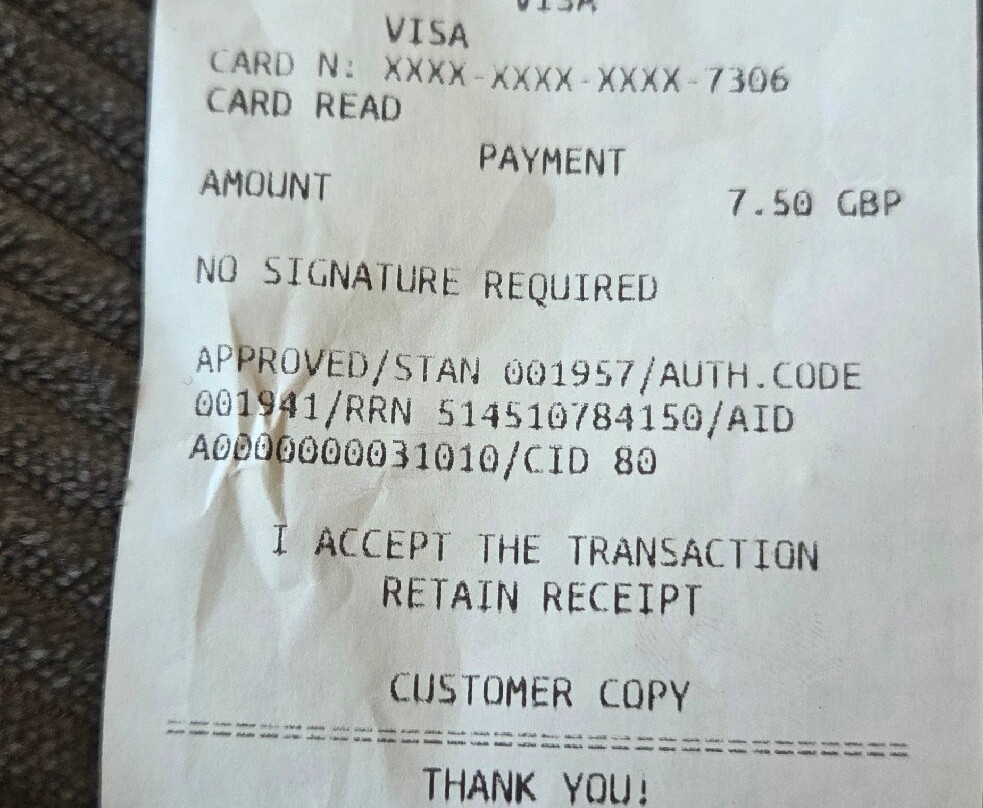 VISA
VISA
CARD N: XXXX-XXXX-XXXX-7306
CARD READ
PAYMENT
AMOUNT 7.50 GBP
NO SIGNATURE REQUIRED
APPROVED/STAN 001957/AUTH.CODE
001941/RRN 514510784150/AID
A0000000031010/CID 80
I ACCEPT THE TRANSACTION
RETAIN RECEIPT
CUSTOMER COPY
================================
THANK YOU!